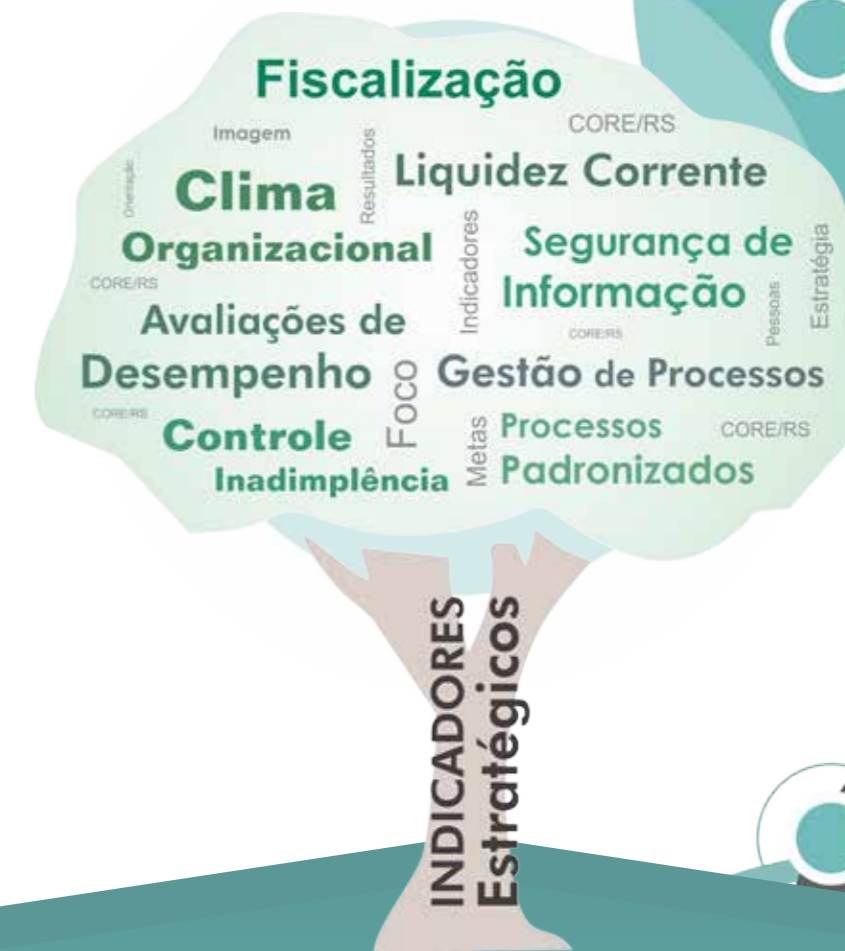 Fiscalização
Imagem
CORE/RS
Orientação
Clima
Resultados
Liquidez Corrente
Organizacional
Indicadores
Segurança de
Informação
Estratégia
CORE/RS
Pessoas
Avaliações de
CORE/RS
Desempenho
Foco
Gestão de Processos
CORE/RS
Controle
Inadimplência
Metas
Processos
Padronizados
CORE/RS
INDICADORES
Estratégicos